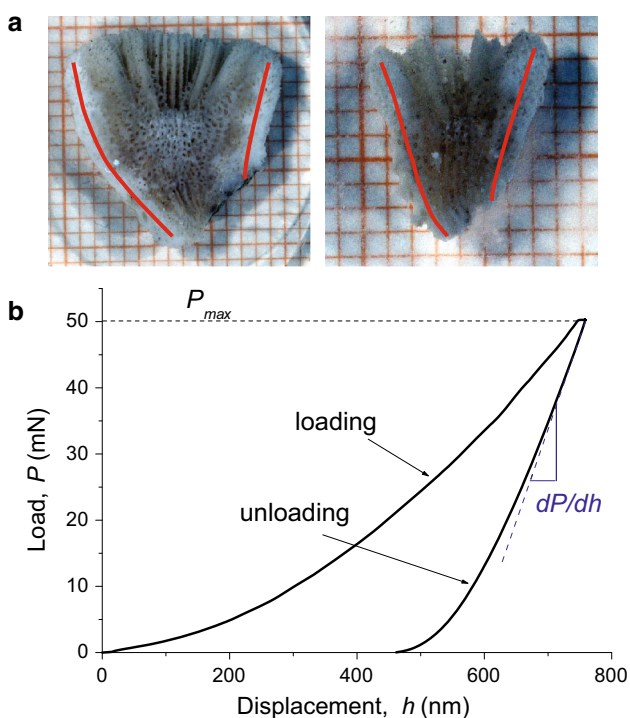 a
b
P_max
50
40
30
20
10
0
Load, P (mN)
loading
unloading
dP/dh
0
200
400
600
800
Displacement, h (nm)